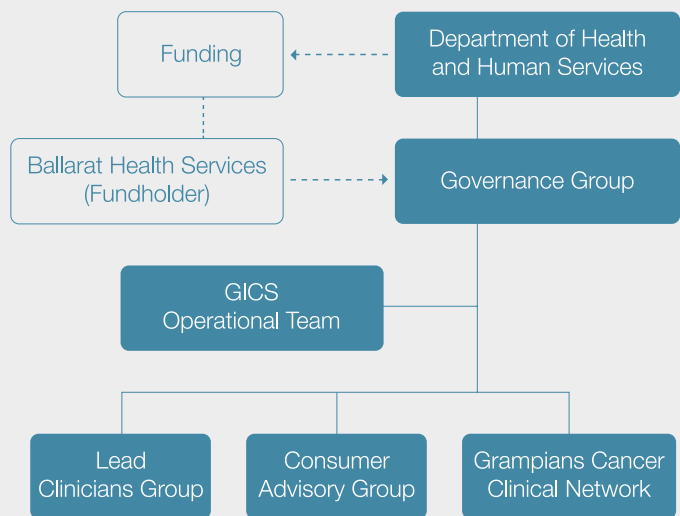 Funding
Department of Health
and Human Services
Ballarat Health Services
(Fundholder)
Governance Group
GICS
Operational Team
Lead
Clinicians Group
Consumer
Advisory Group
Grampians Cancer
Clinical Network